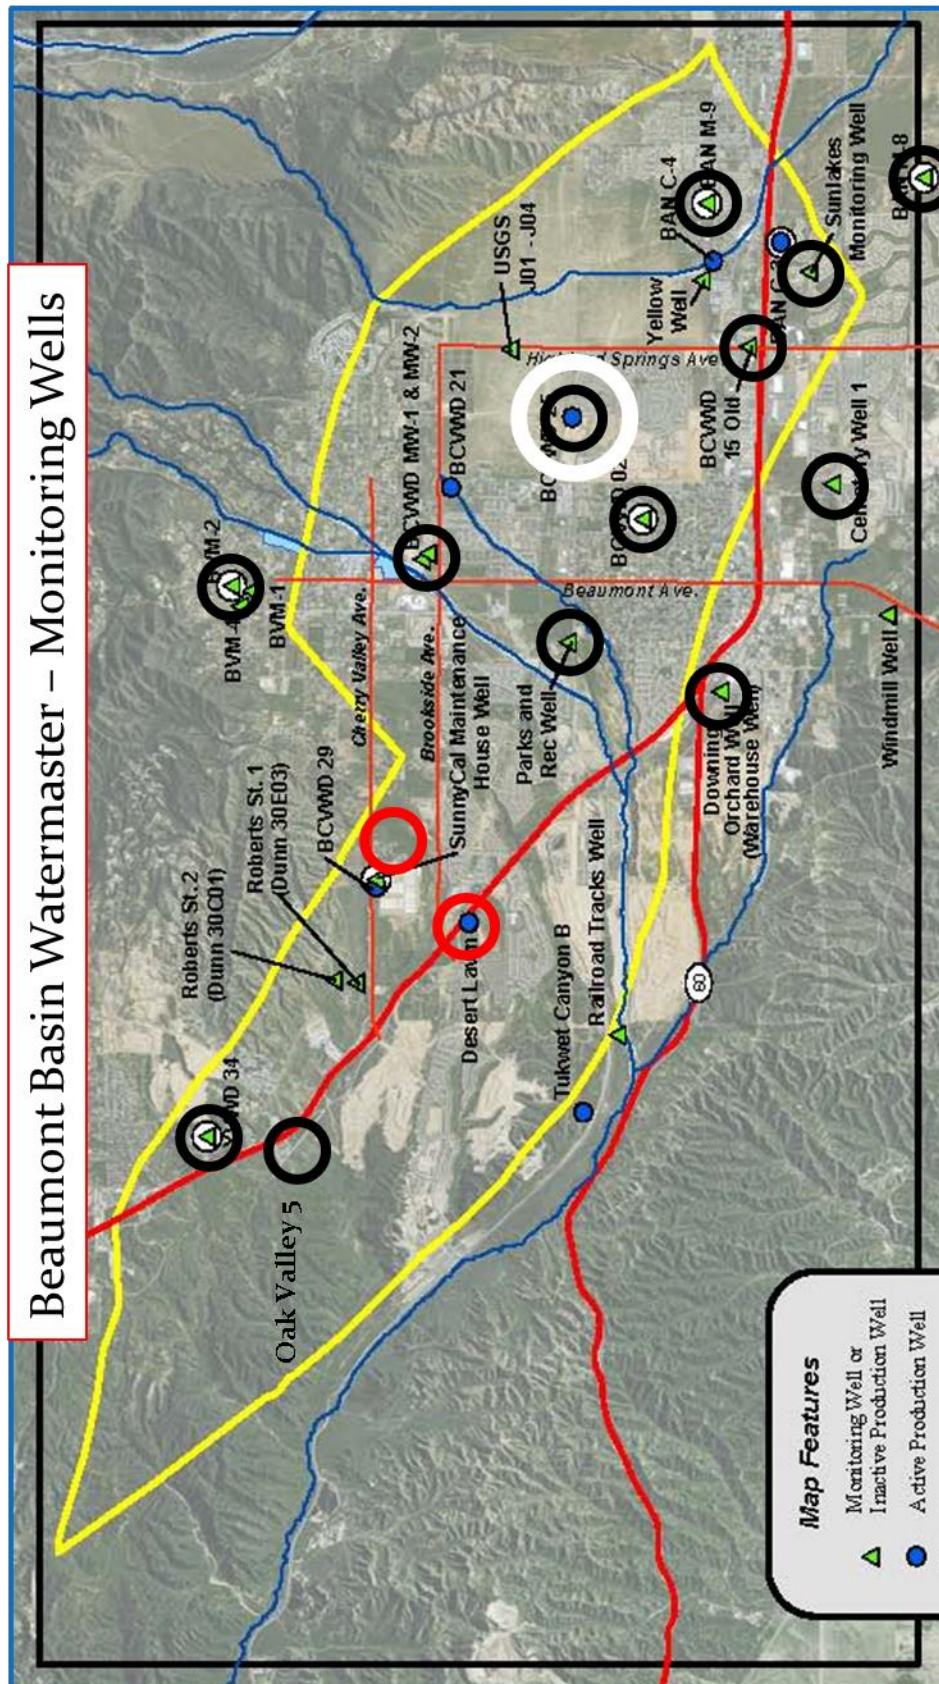 Beaumont Basin Watermaster – Monitoring Wells
Oak Valley 5
Roberts St. 2
(Dunn 30C01)
Roberts St. 1
(Dunn 30E03)
BCVWD 29
SunnyCal Maintenance
House Well
Desert Lawn
Tukwet Canyon B
Railroad Tracks Well
60
BVM-2
BVM-1
Cherry Valley Ave.
Brookside Ave.
BCVWD MW-1 & MW-2
BCVWD 21
USGS
J01 - J04
Highland Springs Ave
Beaumont Ave.
Parks and
Rec Well
Yellow
Well
BAN C-4
BAN M-9
BCVWD
15 Old
Sunlakes
Monitoring Well
Cemetery Well 1
Downing
Orchard Well
(Warehouse Well)
Windmill Well
Map Features
Monitoring Well or
Inactive Production Well
Active Production Well